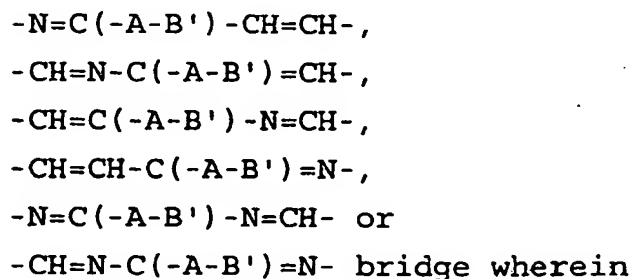 -N=C(-A-B')-CH=CH-,
-CH=N-C(-A-B')=CH-,
-CH=C(-A-B')-N=CH-,
-CH=CH-C(-A-B')=N-,
-N=C(-A-B')-N=CH- or
-CH=N-C(-A-B')=N- bridge wherein